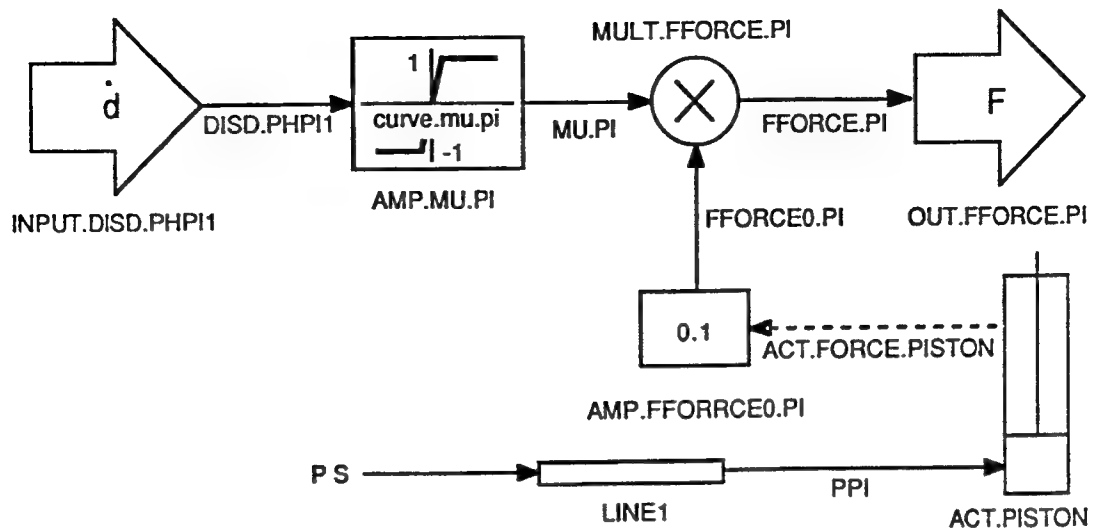 MULT.FFORCE.PI
ḋ
DISD.PHPI1
1
curve.mu.pi
-1
MU.PI
FFORCE.PI
F
AMP.MU.PI
INPUT.DISD.PHPI1
FFORCE0.PI
OUT.FFORCE.PI
0.1
ACT.FORCE.PISTON
AMP.FFORRCE0.PI
P S
PPI
LINE1
ACT.PISTON